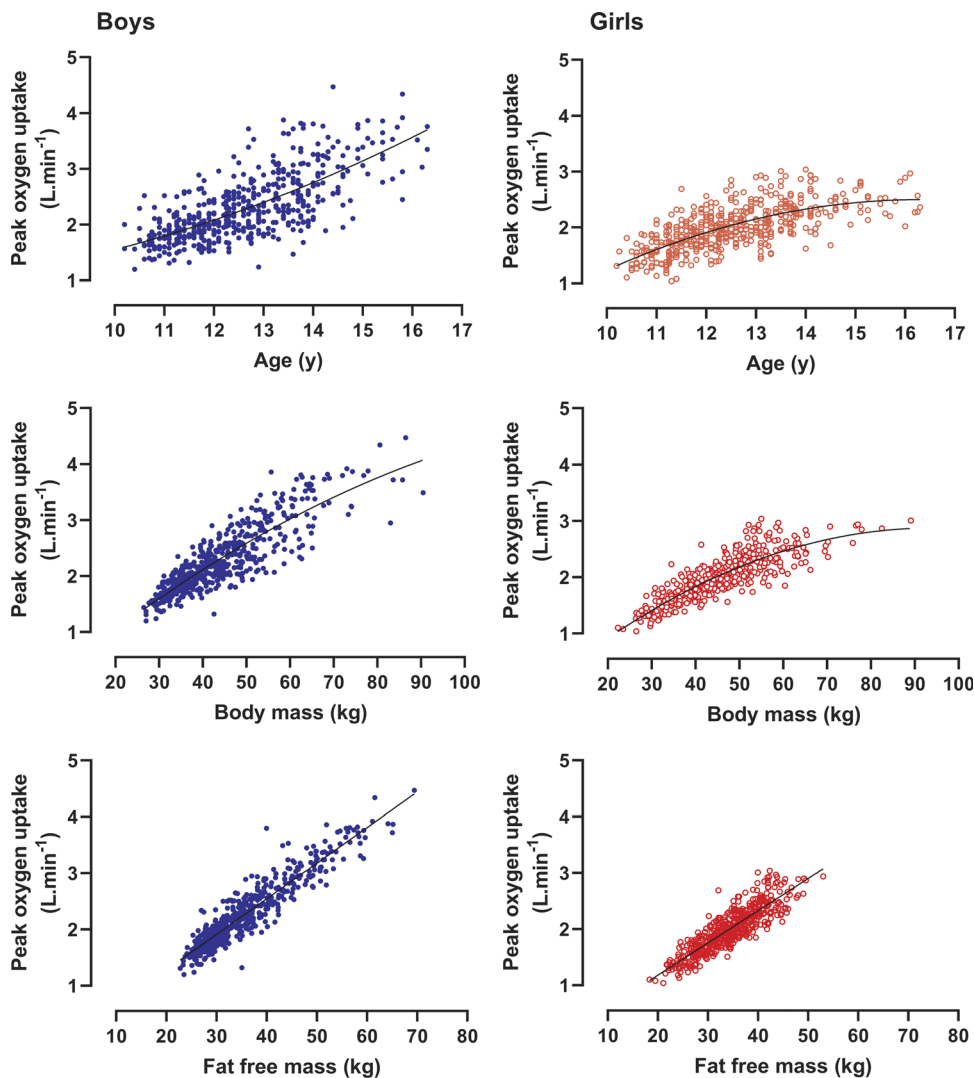 Boys
Girls
Peak oxygen uptake
(L.min⁻¹)
5
4
3
2
1
10 11 12 13 14 15 16 17
Age (y)
Peak oxygen uptake
(L.min⁻¹)
5
4
3
2
1
10 11 12 13 14 15 16 17
Age (y)
Peak oxygen uptake
(L.min⁻¹)
5
4
3
2
1
20 30 40 50 60 70 80 90 100
Body mass (kg)
Peak oxygen uptake
(L.min⁻¹)
5
4
3
2
1
20 30 40 50 60 70 80 90 100
Body mass (kg)
Peak oxygen uptake
(L.min⁻¹)
5
4
3
2
1
10 20 30 40 50 60 70 80
Fat free mass (kg)
Peak oxygen uptake
(L.min⁻¹)
5
4
3
2
1
10 20 30 40 50 60 70 80
Fat free mass (kg)